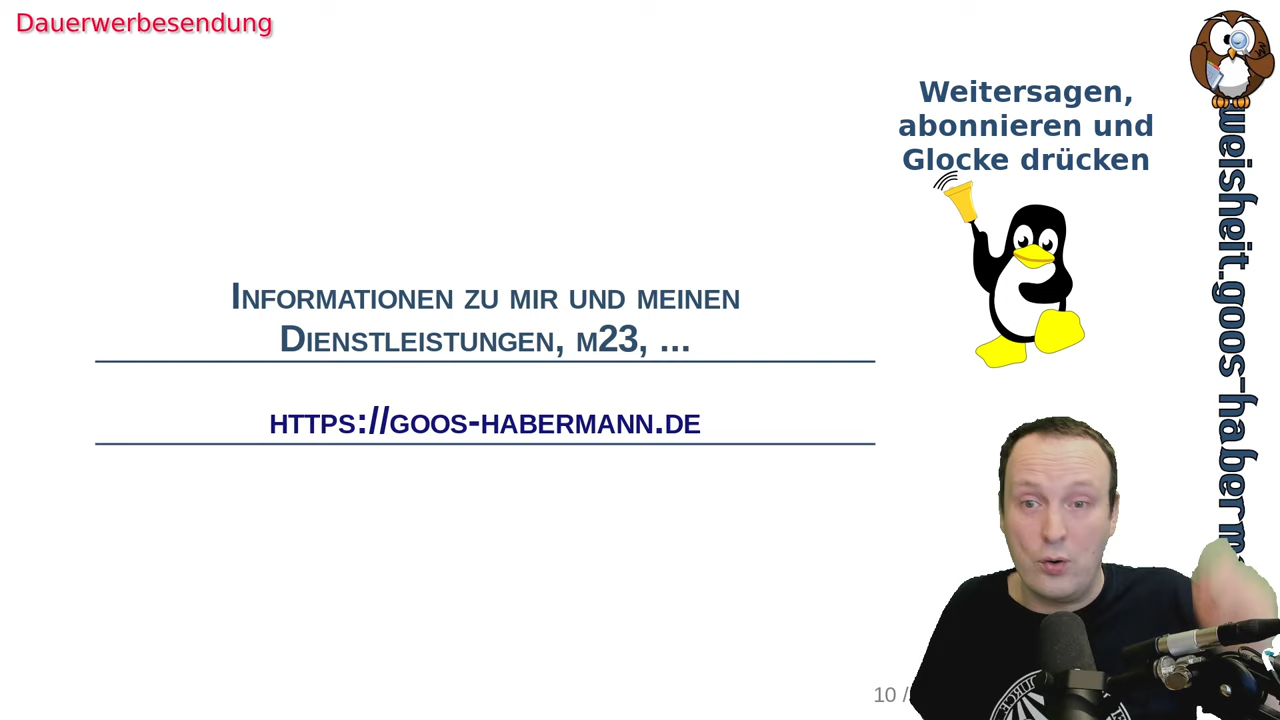 Dauerwerbesendung
Weitersagen,
abonnieren und
Glocke drücken
Informationen zu mir und meinen
Dienstleistungen, m23, ...
https://goos-habermann.de
weisheit.goos-haberm
10 /